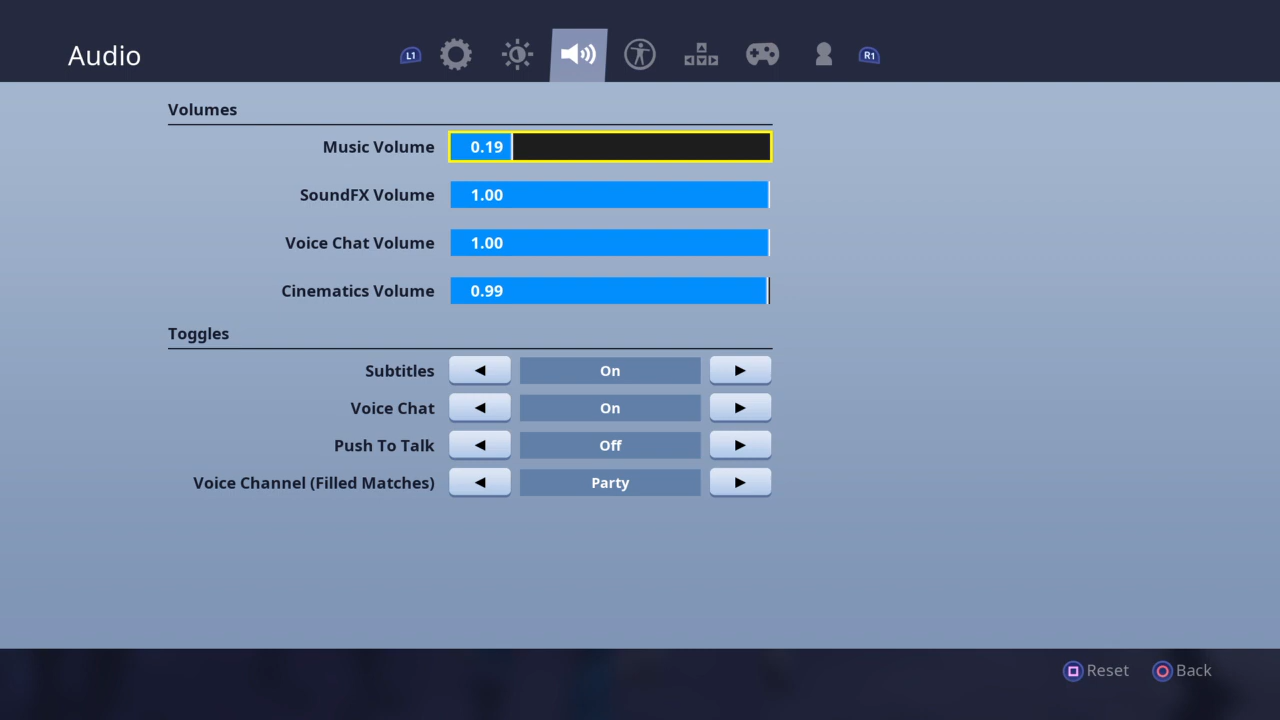 Audio
L1
R1
Volumes
Music Volume 0.19
SoundFX Volume 1.00
Voice Chat Volume 1.00
Cinematics Volume 0.99
Toggles
Subtitles On
Voice Chat On
Push To Talk Off
Voice Channel (Filled Matches) Party
Reset Back